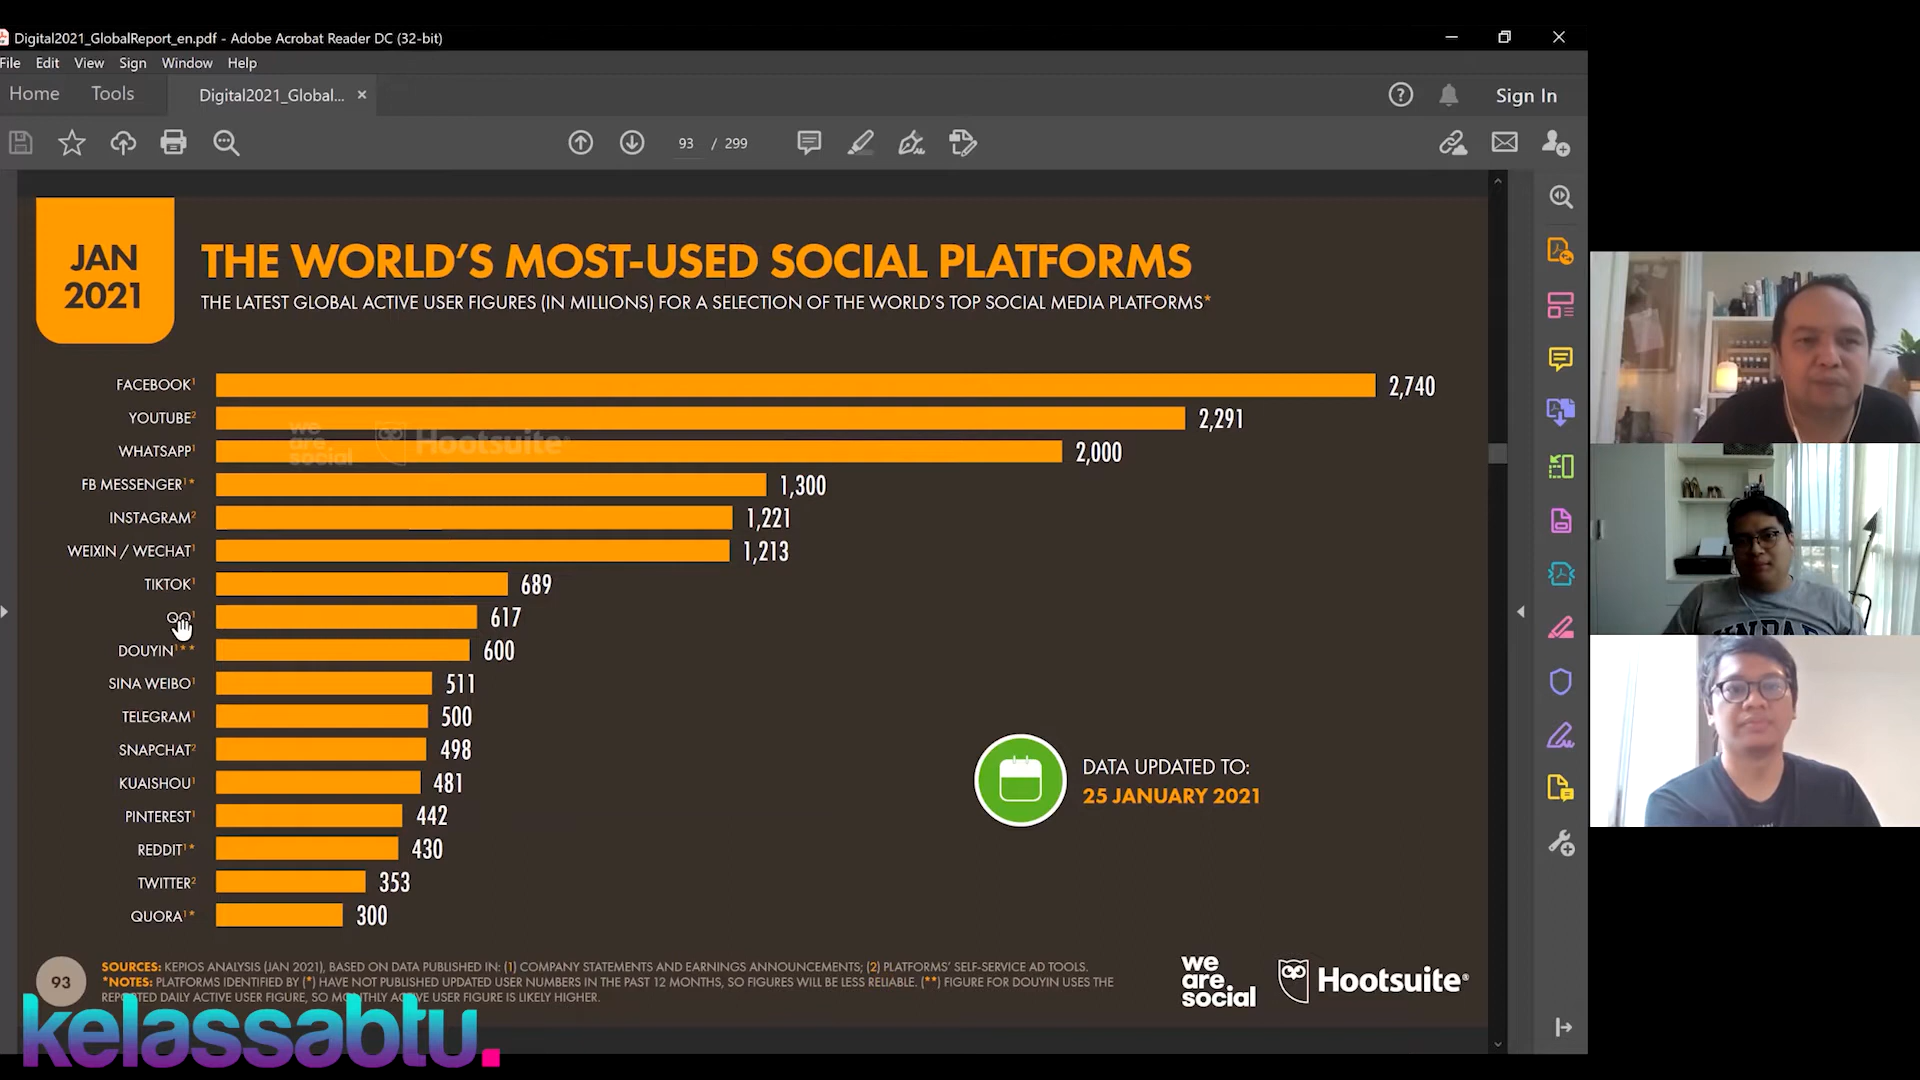 Digital2021_GlobalReport_en.pdf - Adobe Acrobat Reader DC (32-bit)
File Edit View Sign Window Help
Home Tools Digital2021_Global... × Sign In
93 / 299
JAN
2021
THE WORLD'S MOST-USED SOCIAL PLATFORMS
THE LATEST GLOBAL ACTIVE USER FIGURES (IN MILLIONS) FOR A SELECTION OF THE WORLD'S TOP SOCIAL MEDIA PLATFORMS*
FACEBOOK¹ 2,740
YOUTUBE² 2,291
we are. social Hootsuite®
WHATSAPP¹ 2,000
FB MESSENGER¹* 1,300
INSTAGRAM² 1,221
WEIXIN / WECHAT¹ 1,213
TIKTOK¹ 689
QQ¹ 617
DOUYIN¹** 600
SINA WEIBO¹ 511
TELEGRAM¹ 500
SNAPCHAT² 498
KUAISHOU¹ 481
PINTEREST¹ 442
REDDIT¹* 430
TWITTER² 353
QUORA¹* 300
DATA UPDATED TO:
25 JANUARY 2021
93
SOURCES: KEPIOS ANALYSIS (JAN 2021), BASED ON DATA PUBLISHED IN: (1) COMPANY STATEMENTS AND EARNINGS ANNOUNCEMENTS; (2) PLATFORMS' SELF-SERVICE AD TOOLS.
*NOTES: PLATFORMS IDENTIFIED BY (*) HAVE NOT PUBLISHED UPDATED USER NUMBERS IN THE PAST 12 MONTHS, SO FIGURES WILL BE LESS RELIABLE. (**) FIGURE FOR DOUYIN USES THE
REPORTED DAILY ACTIVE USER FIGURE, SO MONTHLY ACTIVE USER FIGURE IS LIKELY HIGHER.
we
are.
social
Hootsuite®
kelassabtu.